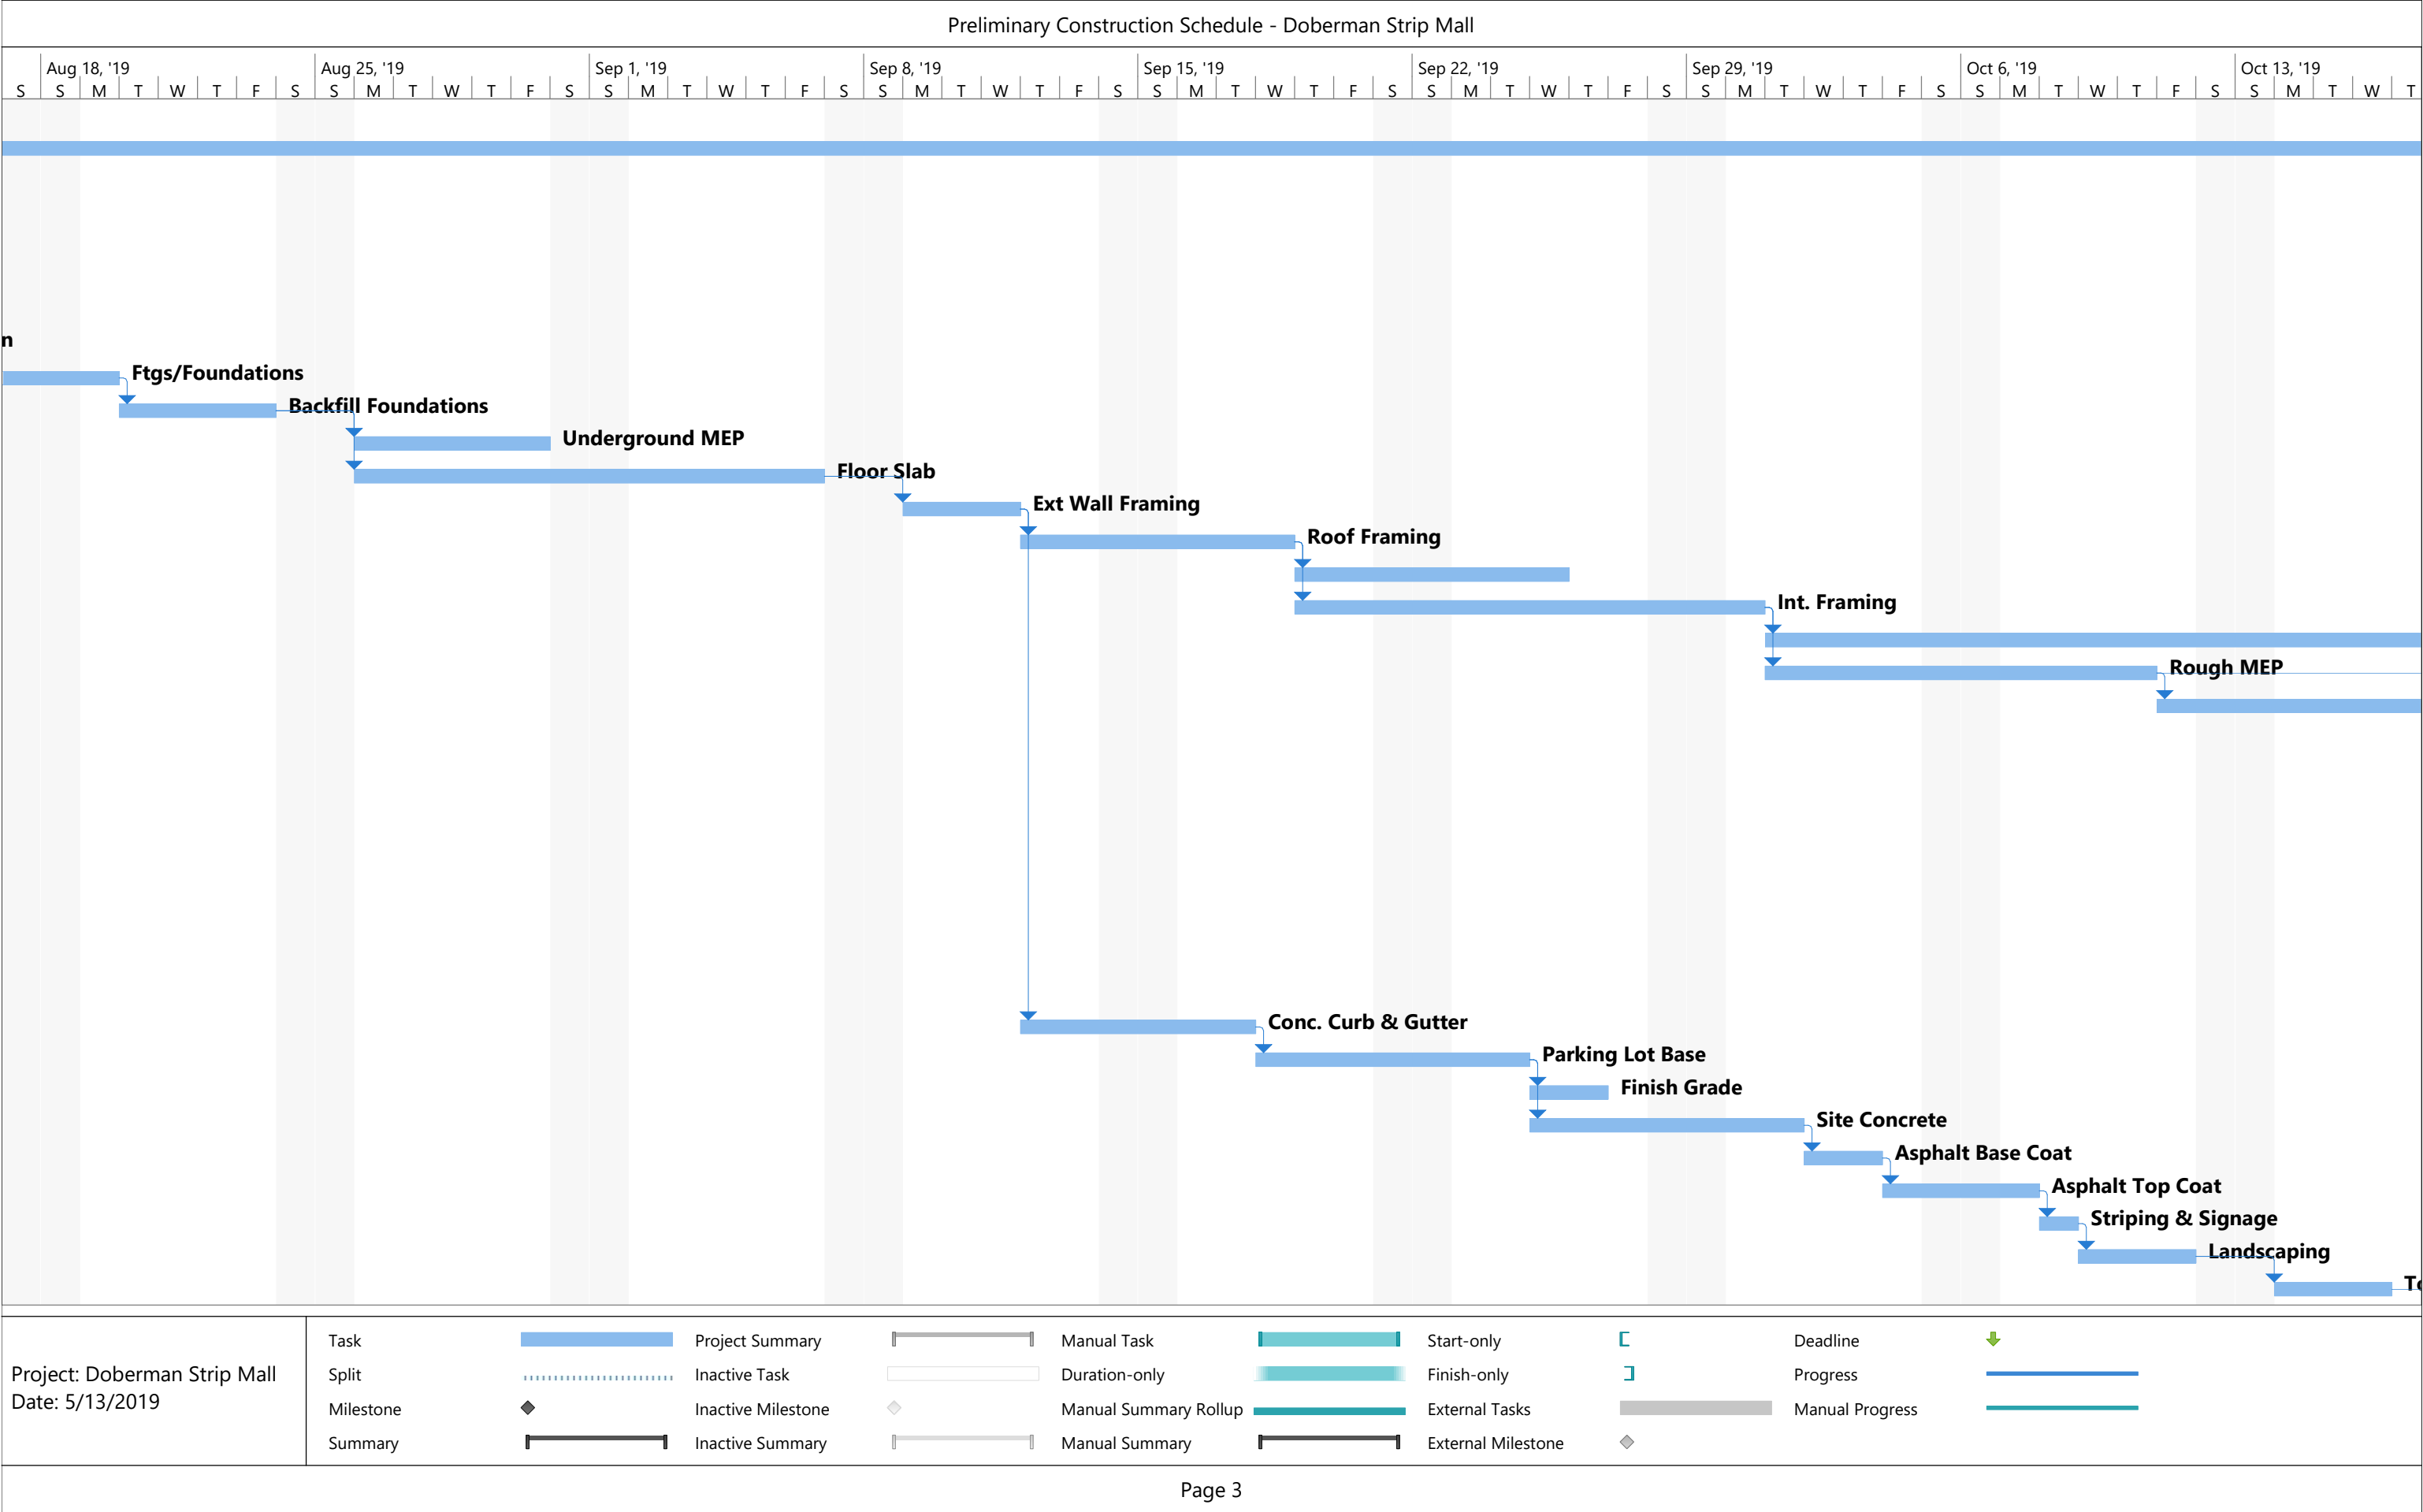 Preliminary Construction Schedule - Doberman Strip Mall
Aug 18, '19 Aug 25, '19 Sep 1, '19 Sep 8, '19 Sep 15, '19 Sep 22, '19 Sep 29, '19 Oct 6, '19 Oct 13, '19
S S M T W T F S S M T W T F S S M T W T F S S M T W T F S S M T W T F S S M T W T F S S M T W T F S S M T W T F S S M T W T
n
Ftgs/Foundations
Backfill Foundations
Underground MEP
Floor Slab
Ext Wall Framing
Roof Framing
Int. Framing
Rough MEP
Conc. Curb & Gutter
Parking Lot Base
Finish Grade
Site Concrete
Asphalt Base Coat
Asphalt Top Coat
Striping & Signage
Landscaping
Project: Doberman Strip Mall
Date: 5/13/2019
Task Project Summary Manual Task Start-only Deadline
Split Inactive Task Duration-only Finish-only Progress
Milestone Inactive Milestone Manual Summary Rollup External Tasks Manual Progress
Summary Inactive Summary Manual Summary External Milestone
Page 3